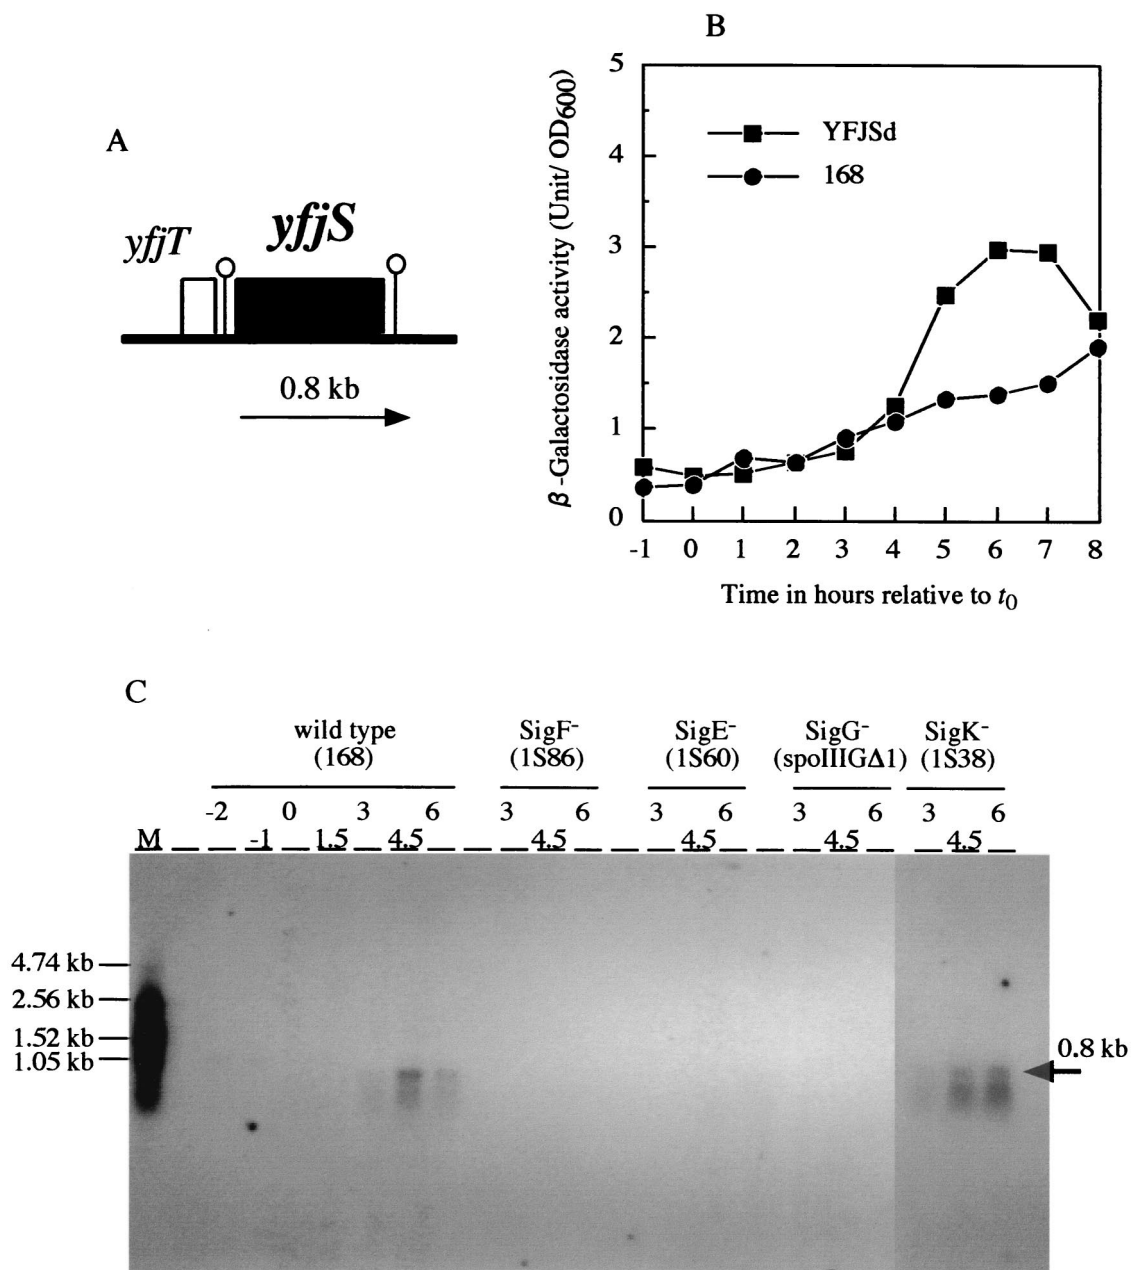 A
yfjT
yfjS
0.8 kb
B
β-Galactosidase activity (Unit/ OD600)
5
4
3
2
1
0
YFJSd
168
-1 0 1 2 3 4 5 6 7 8
Time in hours relative to t0
C
wild type SigF- SigE- SigG- SigK-
(168) (1S86) (1S60) (spoIIIGΔ1) (1S38)
-2 0 3 6 3 6 3 6 3 6 3 6
M -1 1.5 4.5 4.5 4.5 4.5 4.5
4.74 kb
2.56 kb
1.52 kb
1.05 kb
0.8 kb